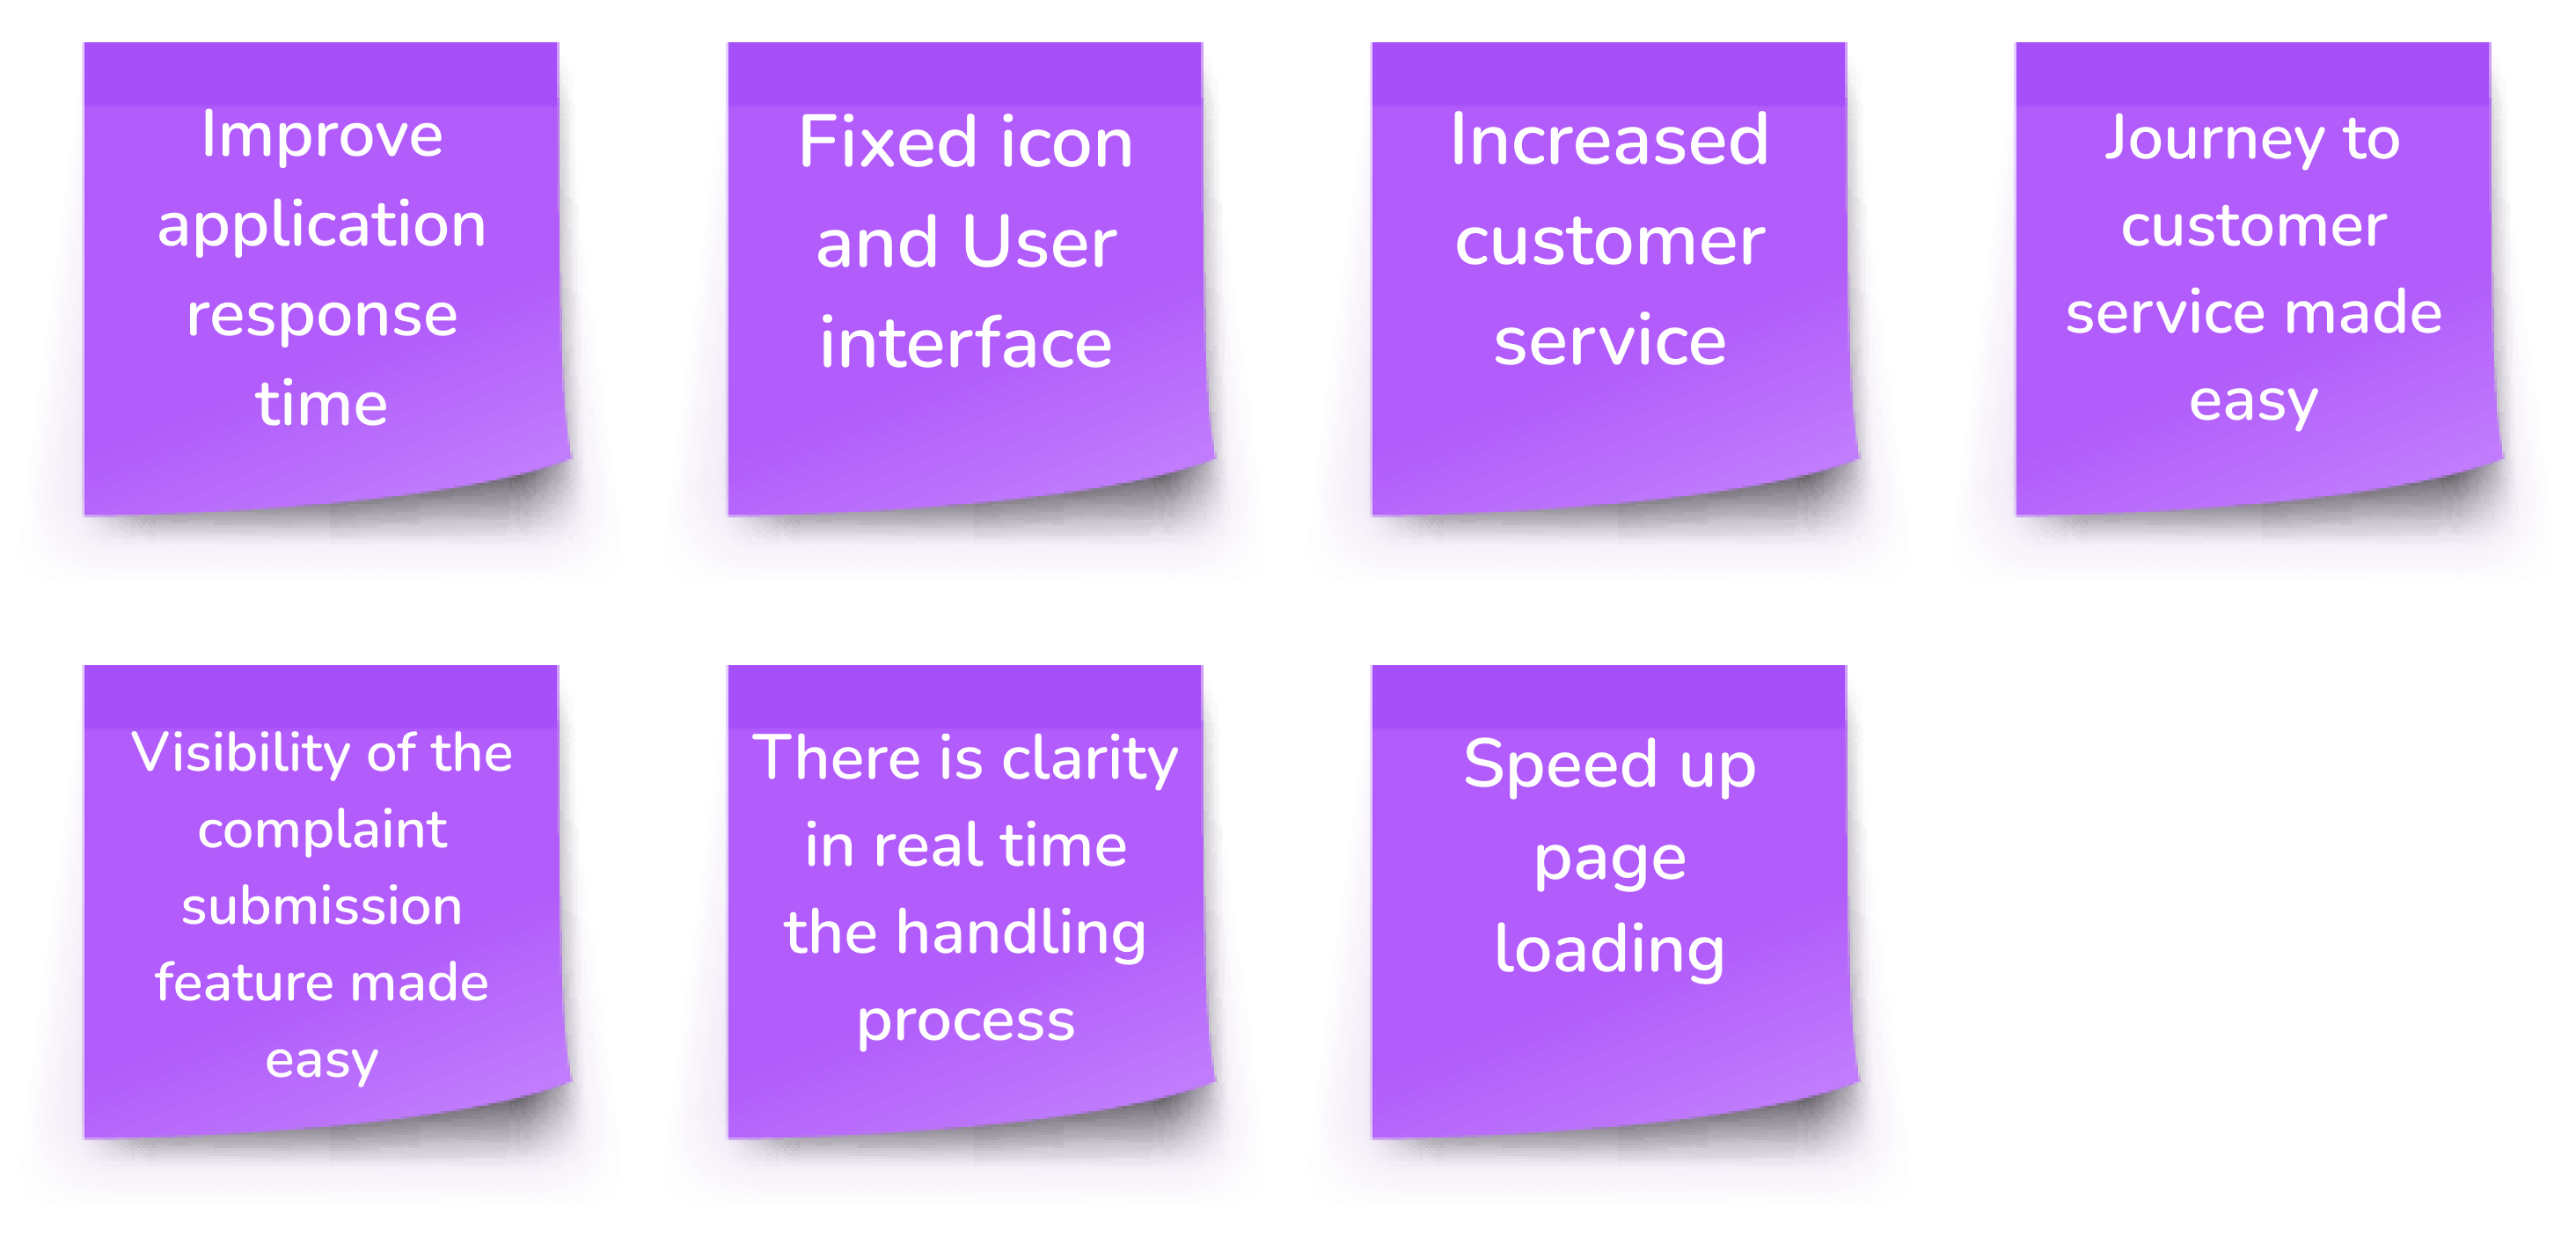 Improve
application
response
time
Fixed icon
and User
interface
Increased
customer
service
Journey to
customer
service made
easy
Visibility of the
complaint
submission
feature made
easy
There is clarity
in real time
the handling
process
Speed up
page
loading